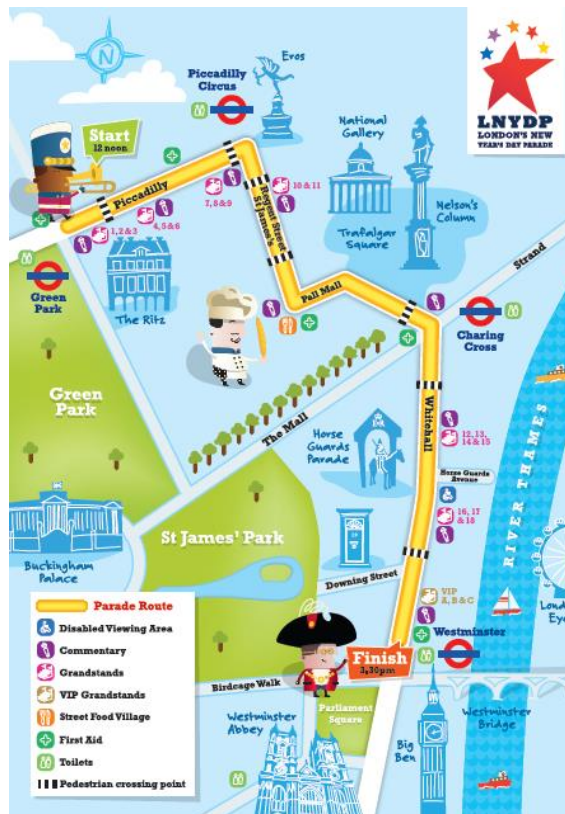 N
Eros
Piccadilly
Circus
LNYDP
LONDON'S NEW
YEAR'S DAY PARADE
National
Gallery
Start
12 noon
Piccadilly
10 & 11
7, 8 & 9
Regent Street
St James's
4, 5 & 6
1, 2 & 3
Nelson's
Column
Trafalgar
Square
Strand
Green
Park
The Ritz
Pall Mall
Charing
Cross
Green
Park
The Mall
Whitehall
12, 13,
14 & 15
Horse
Guards
Parade
Horse Guards
Avenue
RIVER THAMES
16, 17
& 18
St James' Park
10
Buckingham
Palace
Downing Street
London
Eye
VIP
A, B & C
Parade Route
Disabled Viewing Area
Commentary
Grandstands
VIP Grandstands
Street Food Village
First Aid
Toilets
Pedestrian crossing point
Westminster
Finish
3.30pm
Birdcage Walk
Parliament
Square
Westminster
Abbey
Westminster
Bridge
Big
Ben